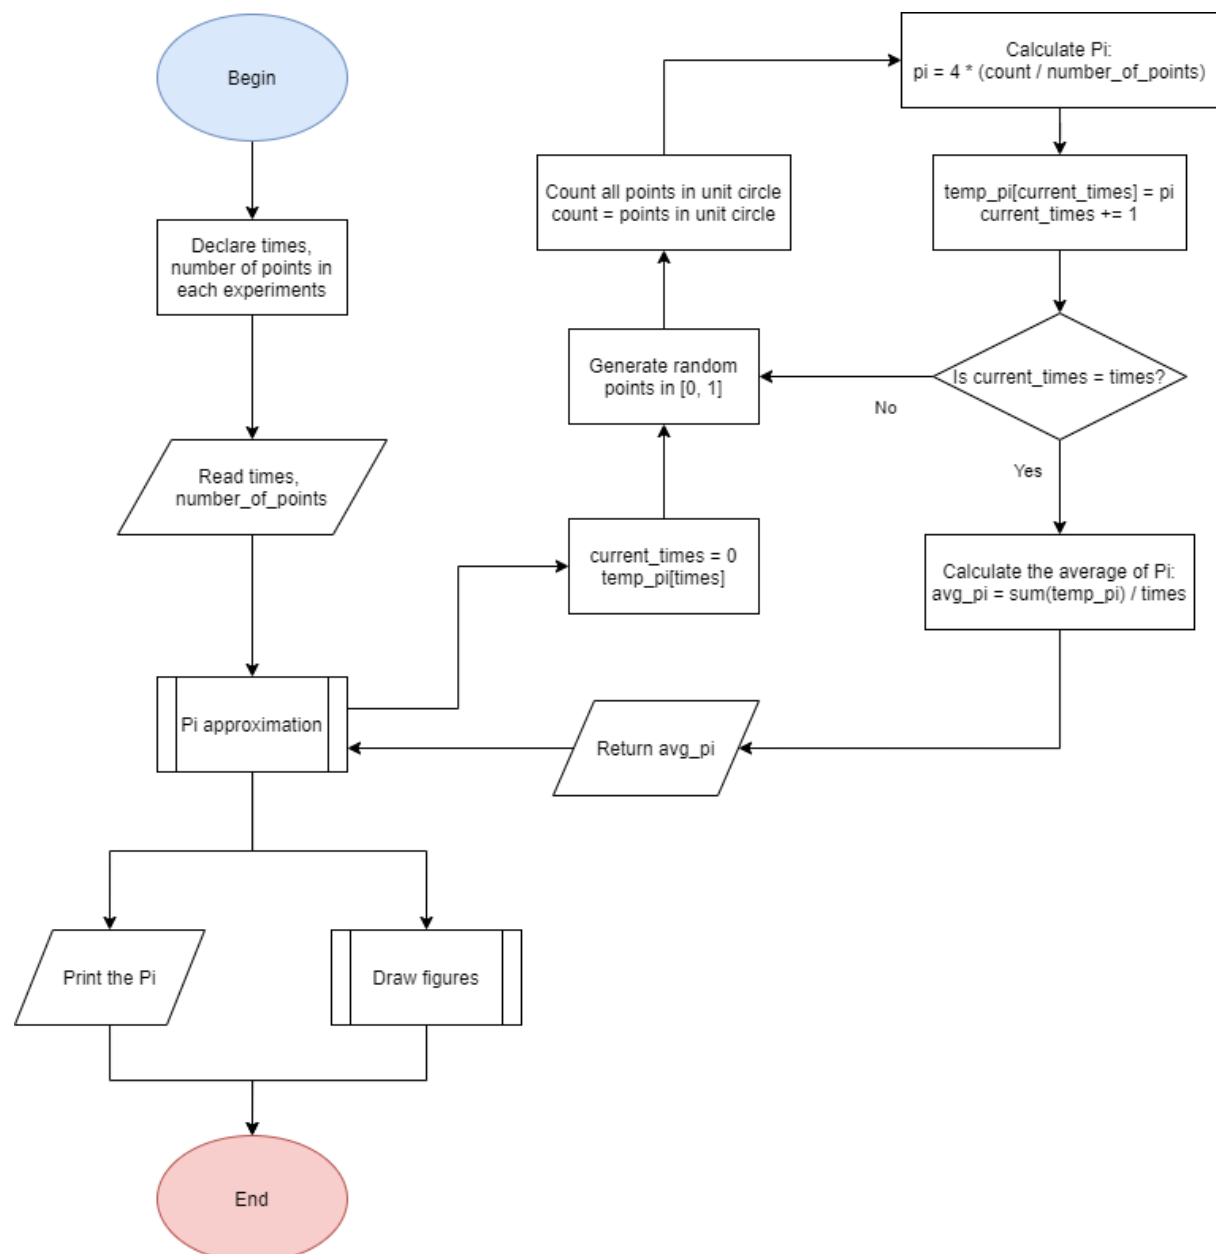 Begin
Declare times,
number of points in
each experiments
Read times,
number_of_points
Pi approximation
current_times = 0
temp_pi[times]
Generate random
points in [0, 1]
Count all points in unit circle
count = points in unit circle
Calculate Pi:
pi = 4 * (count / number_of_points)
temp_pi[current_times] = pi
current_times += 1
Is current_times = times?
No
Yes
Calculate the average of Pi:
avg_pi = sum(temp_pi) / times
Return avg_pi
Print the Pi
Draw figures
End